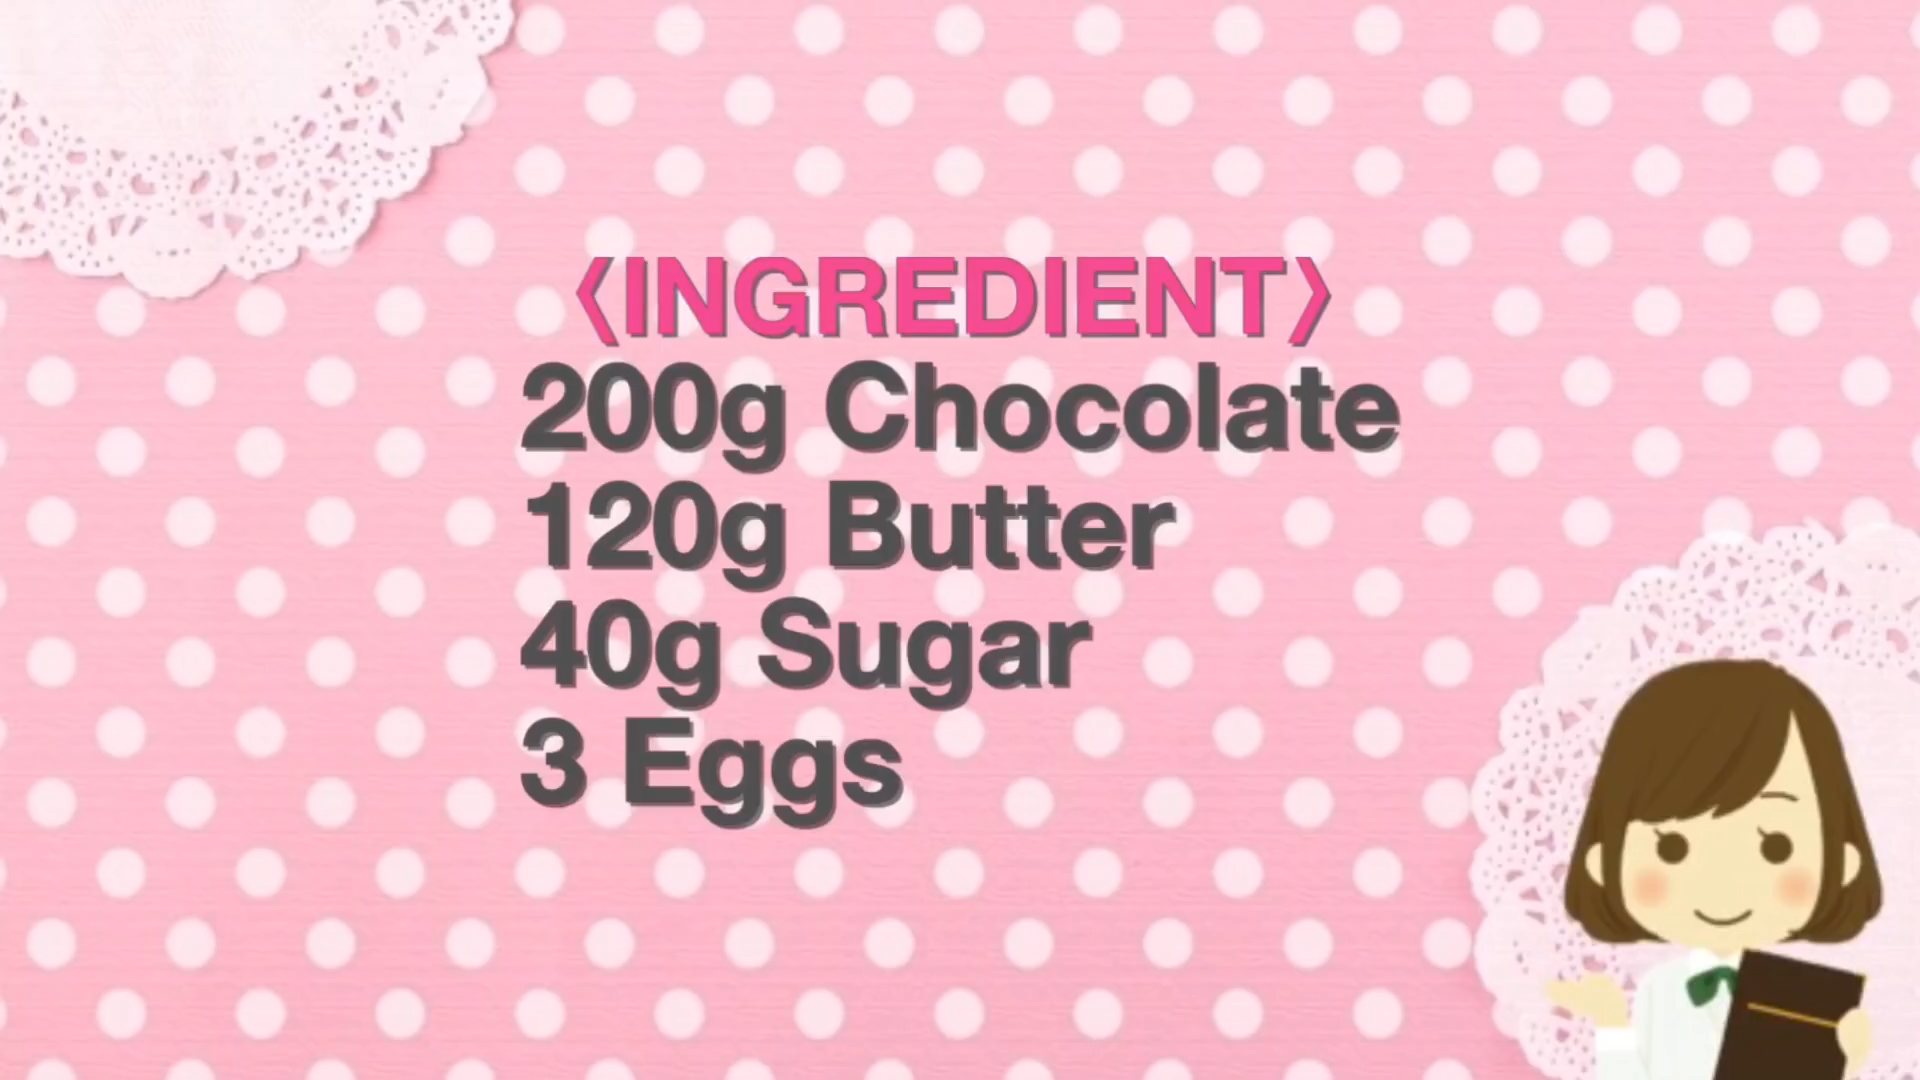 〈INGREDIENT〉
200g Chocolate
120g Butter
40g Sugar
3 Eggs